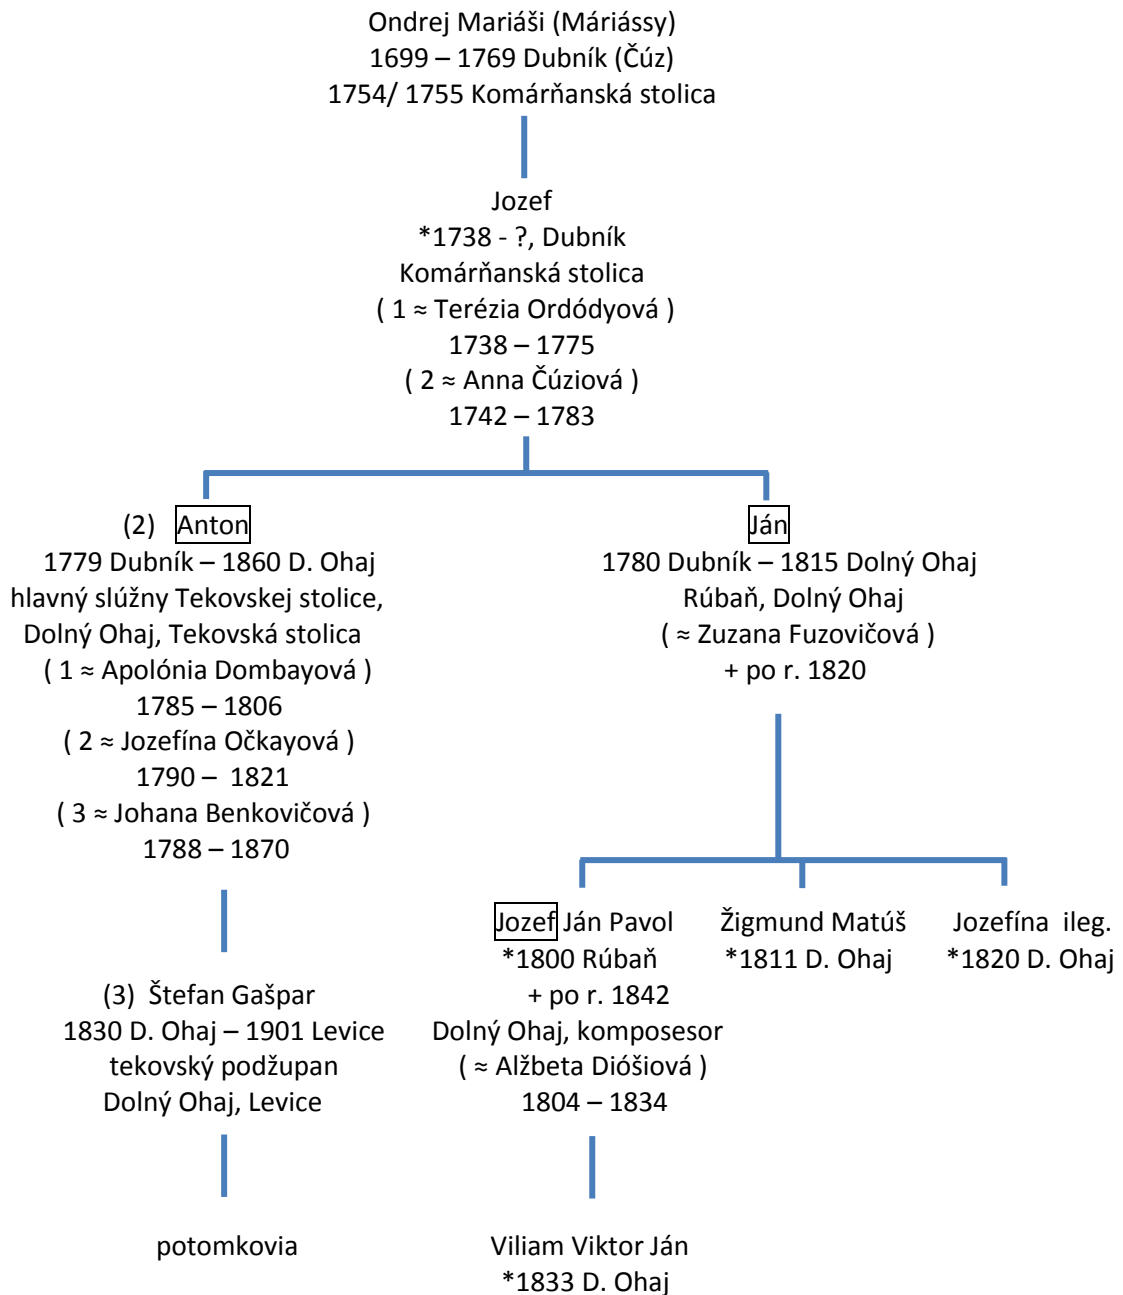 Ondrej Mariáši (Máriássy)
1699 – 1769 Dubník (Čúz)
1754/ 1755 Komárňanská stolica
Jozef
*1738 - ?, Dubník
Komárňanská stolica
( 1 ≈ Terézia Ordódyová )
1738 – 1775
( 2 ≈ Anna Čúziová )
1742 – 1783
(2) Anton
1779 Dubník – 1860 D. Ohaj
hlavný slúžny Tekovskej stolice,
Dolný Ohaj, Tekovská stolica
( 1 ≈ Apolónia Dombayová )
1785 – 1806
( 2 ≈ Jozefína Očkayová )
1790 – 1821
( 3 ≈ Johana Benkovičová )
1788 – 1870
Ján
1780 Dubník – 1815 Dolný Ohaj
Rúbaň, Dolný Ohaj
( ≈ Zuzana Fuzovičová )
+ po r. 1820
(3) Štefan Gašpar
1830 D. Ohaj – 1901 Levice
tekovský podžupan
Dolný Ohaj, Levice
Jozef Ján Pavol
*1800 Rúbaň
+ po r. 1842
Dolný Ohaj, komposesor
( ≈ Alžbeta Dióšiová )
1804 – 1834
Žigmund Matúš
*1811 D. Ohaj
Jozefína ileg.
*1820 D. Ohaj
potomkovia
Viliam Viktor Ján
*1833 D. Ohaj